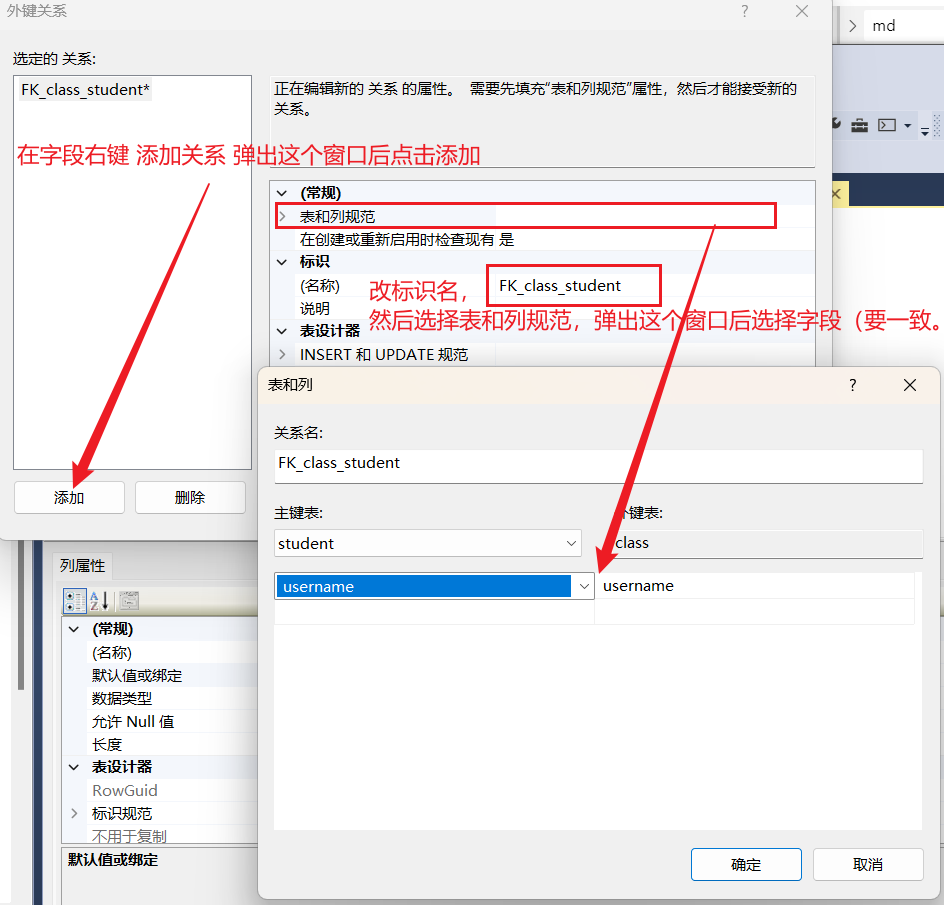 外键关系
?
md
选定的 关系:
FK_class_student*
正在编辑新的 关系 的属性。 需要先填充“表和列规范”属性，然后才能接受新的
关系。
在字段右键 添加关系 弹出这个窗口后点击添加
(常规)
表和列规范
在创建或重新启用时检查现有 是
标识
(名称) FK_class_student
改标识名，
说明
然后选择表和列规范，弹出这个窗口后选择字段（要一致。
表设计器
INSERT 和 UPDATE 规范
添加
删除
表和列
?
关系名:
FK_class_student
主键表:
外键表:
student
class
username
username
确定
取消
列属性
(常规)
(名称)
默认值或绑定
数据类型
允许 Null 值
长度
表设计器
RowGuid
标识规范
不用于复制
默认值或绑定